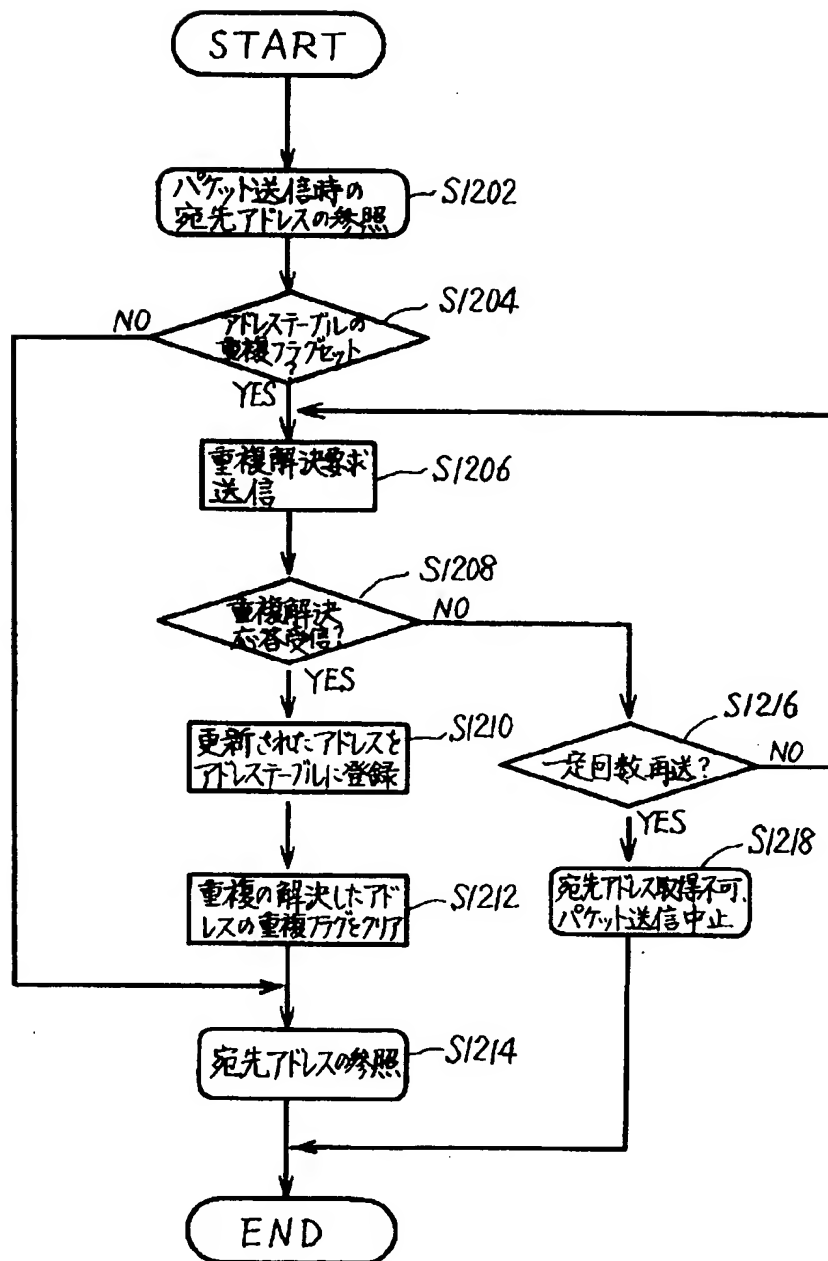 START
パケット送信時の
宛先アドレスの参照
S1202
アドレステーブルの
重複フラグセット
?
S1204
NO
YES
重複解決要求
送信
S1206
重複解決
応答受信?
S1208
NO
YES
更新されたアドレスを
アドレステーブルに登録
S1210
一定回数再送?
S1216
NO
YES
重複の解決したアド
レスの重複フラグをクリア
S1212
宛先アドレス取得不可、
パケット送信中止
S1218
宛先アドレスの参照
S1214
END